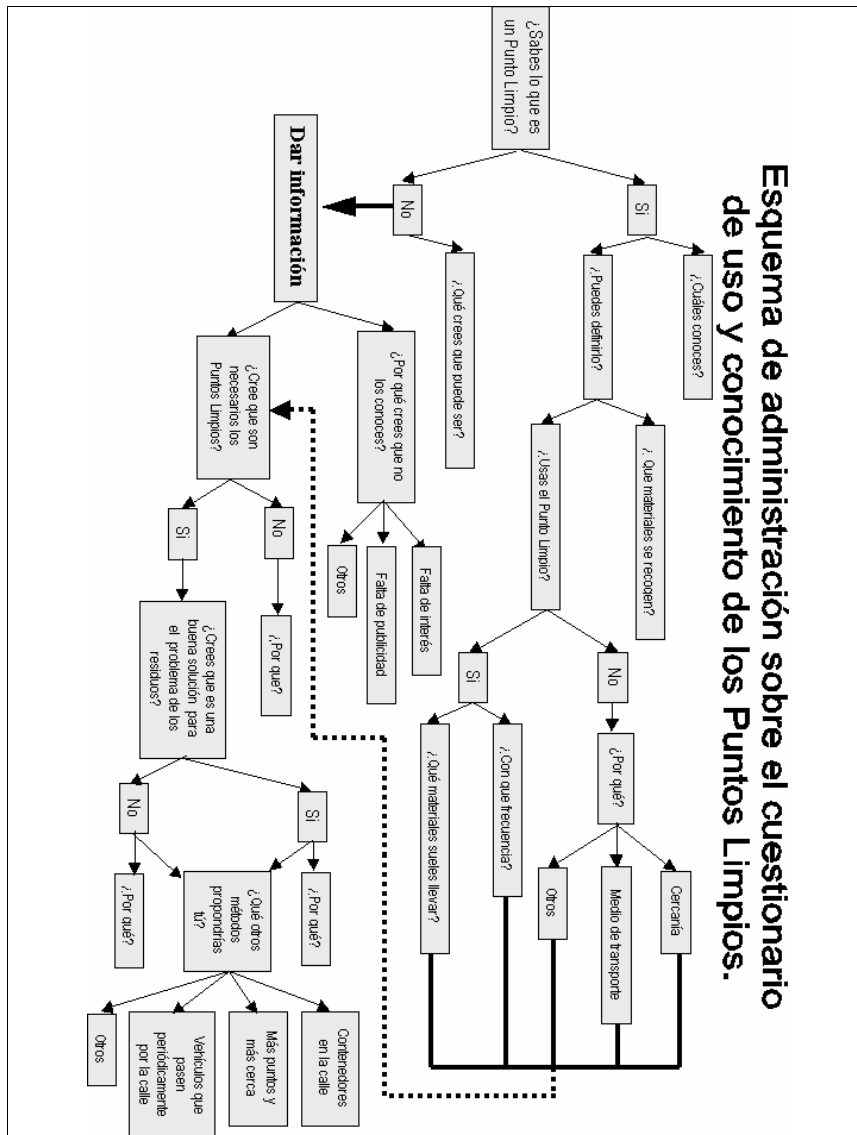 Esquema de administración sobre el cuestionario
de uso y conocimiento de los Puntos Limpios.
¿Sabes lo que es
un Punto Limpio?
Si
No
¿Cuáles conoces?
¿Puedes definirlo?
¿Qué crees que puede ser?
Dar información
¿ Que materiales se recogen?
¿Usas el Punto Limpio?
¿Por qué crees que no
los conoces?
¿Cree que son
necesarios los
Puntos Limpios?
No
Si
Falta de interés
Falta de publicidad
Otros
No
Si
¿Por qué?
¿Con que frecuencia?
¿Qué materiales sueles llevar?
¿Por que?
¿Crees que es una
buena solución para
el problema de los
residuos?
Cercanía
Medio de transporte
Otros
Si
No
¿Por qué?
¿Qué otros
métodos
propondrías
tú?
¿Por qué?
Contenedores
en la calle
Más puntos y
más cerca
Vehículos que
pasen
periódicamente
por la calle
Otros